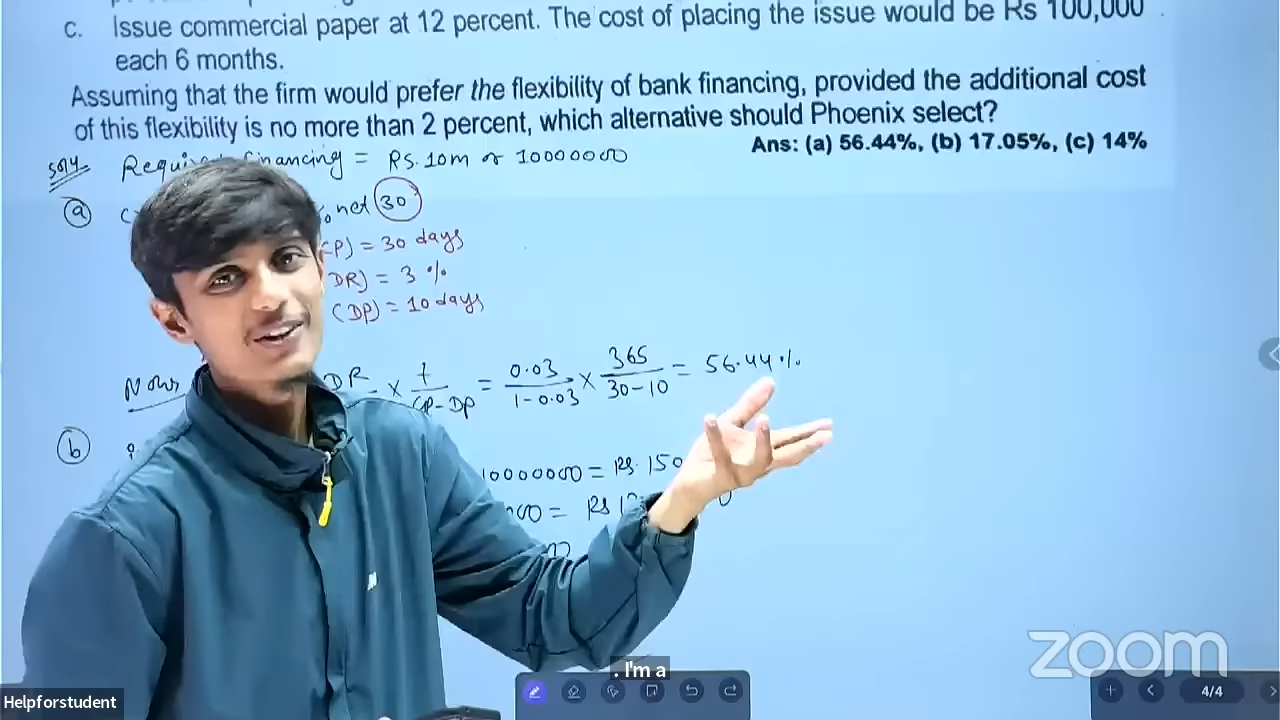 c. Issue commercial paper at 12 percent. The cost of placing the issue would be Rs 100,000
each 6 months.
Assuming that the firm would prefer the flexibility of bank financing, provided the additional cost
of this flexibility is no more than 2 percent, which alternative should Phoenix select?
Ans: (a) 56.44%, (b) 17.05%, (c) 14%
Soln. financing = Rs. 10m or 10000000
(a) net 30
CP) = 30 days
DR) = 3 %
(DP) = 10 days
Now, DR × / CP - DP = 0.03 / 1-0.03 × 365 / 30-10 = 56.44%
(b)
10000000 = Rs. 150
= Rs
. I'm a
zoom
Helpforstudent
4/4